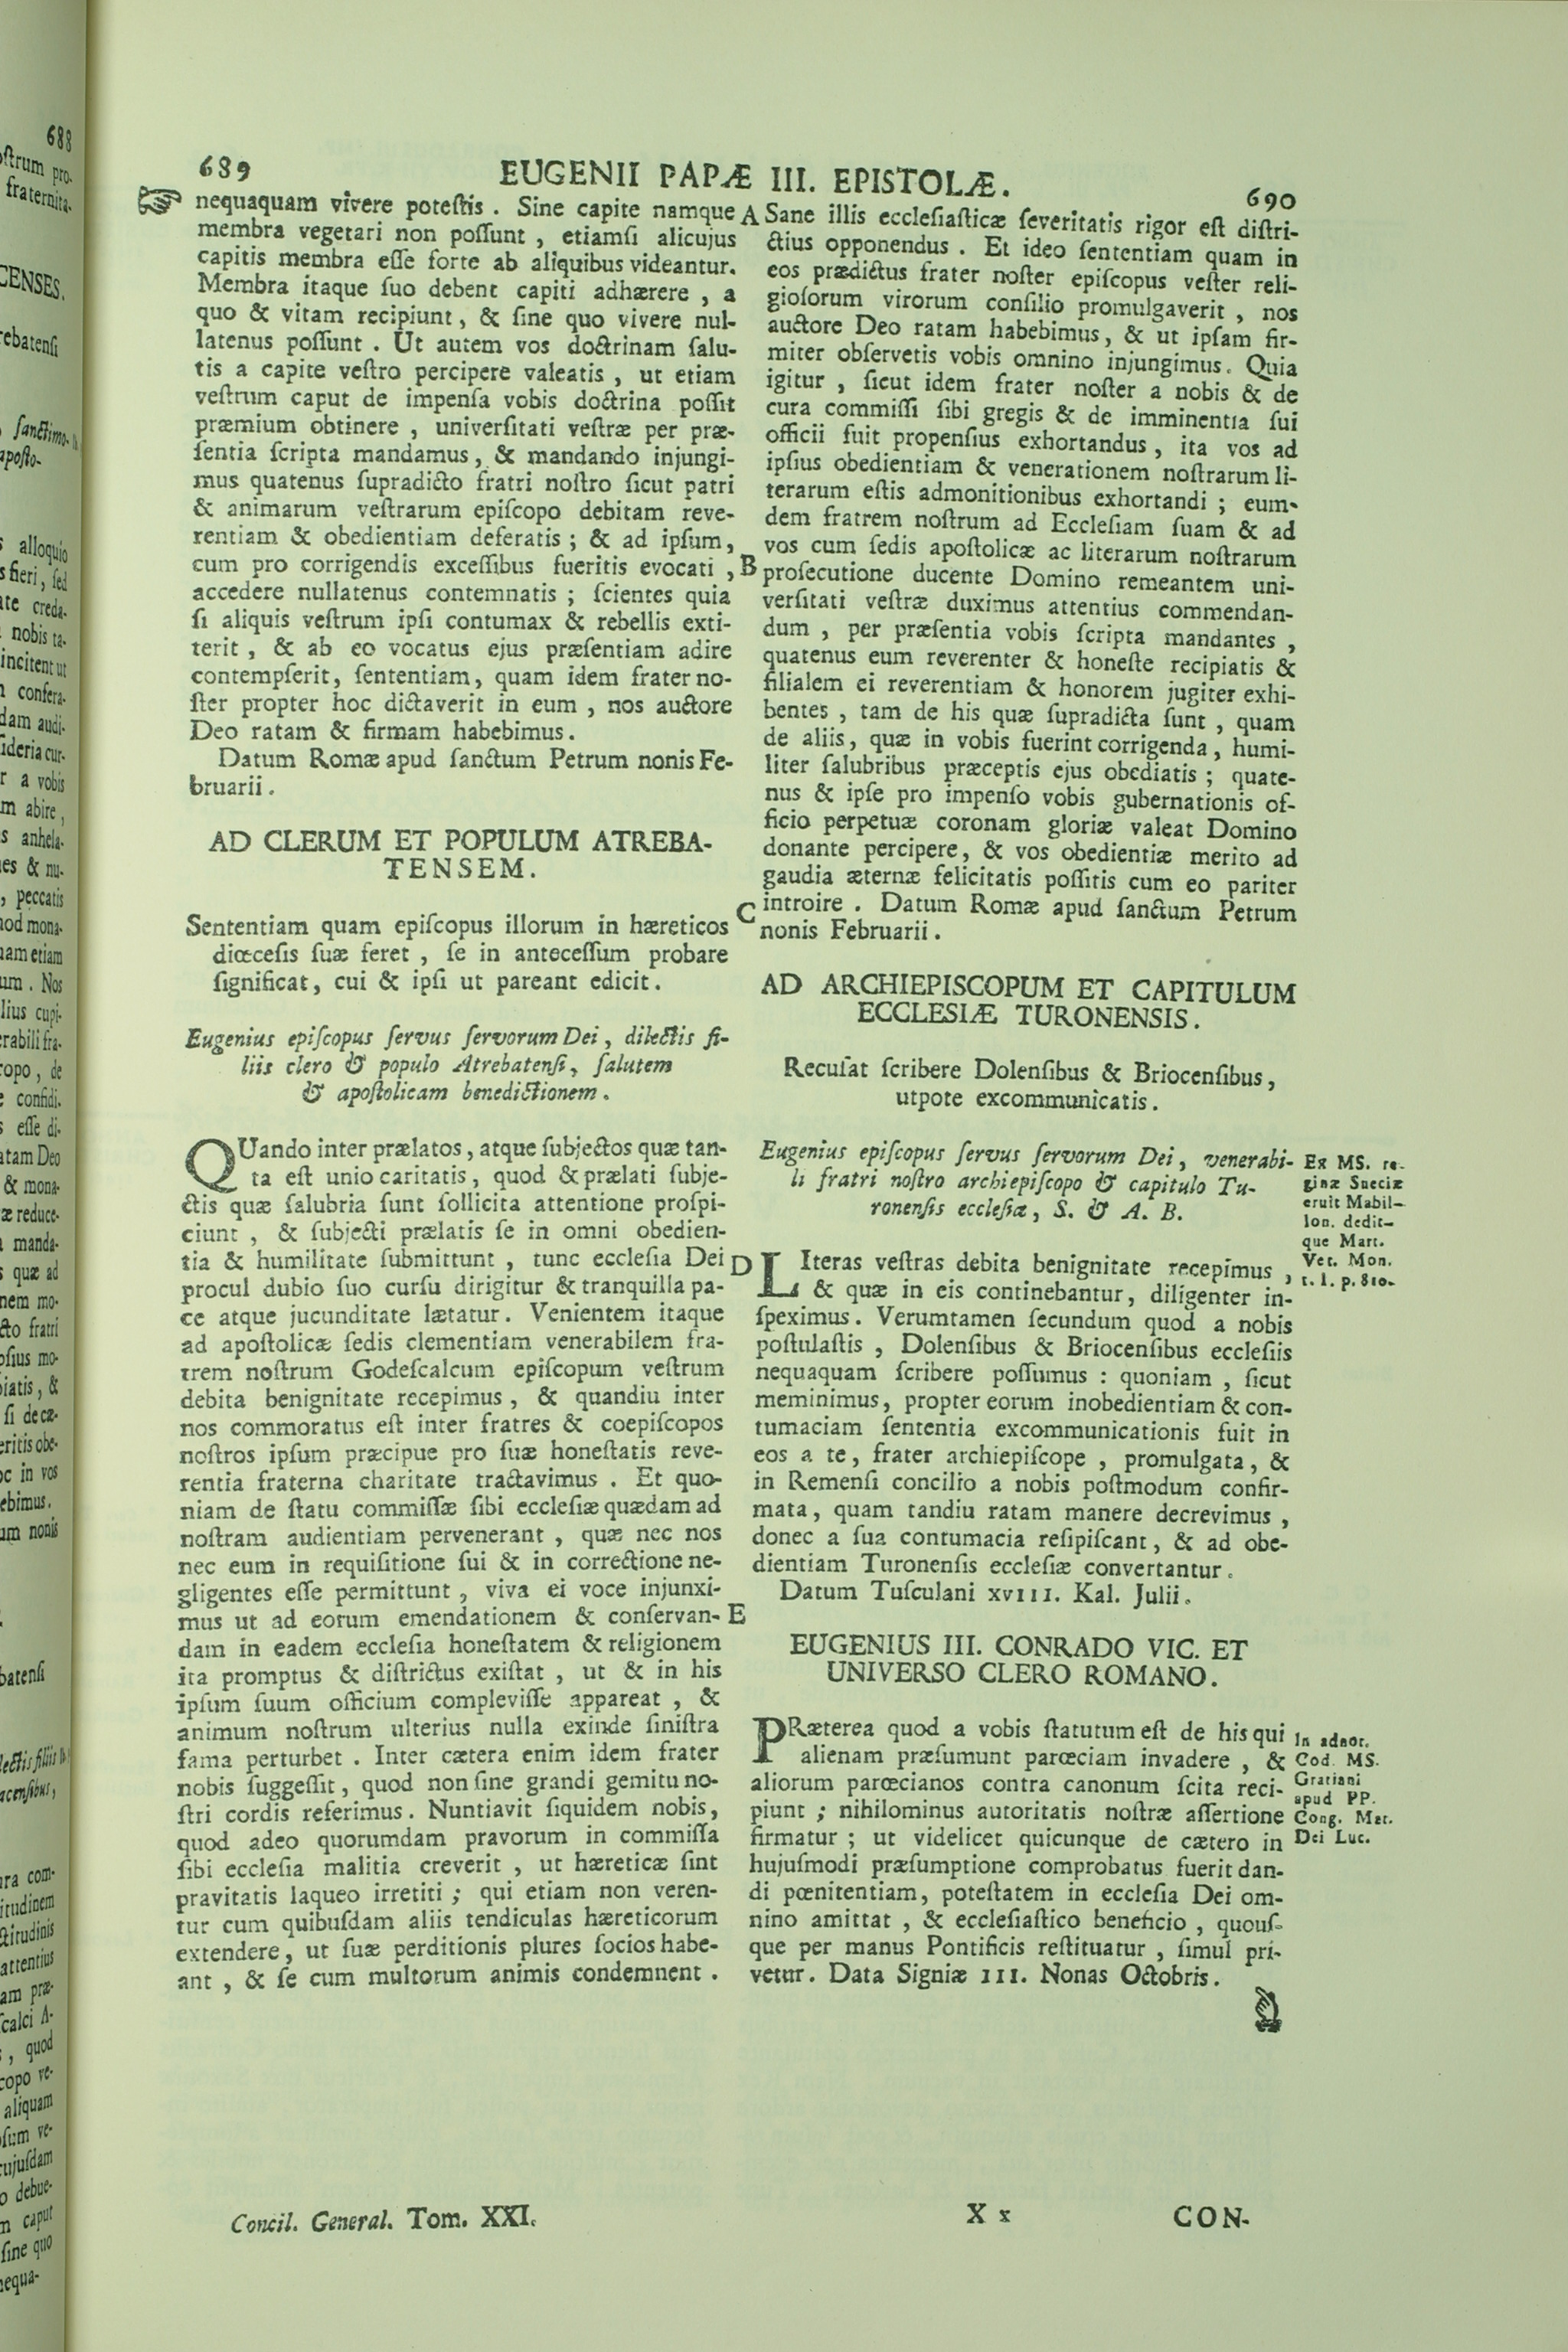 689
EUGENII PAPÆ III. EPISTOLÆ.
690
nequaquam vivere poteſtis. Sine capite namque
membra vegetari non poſſunt, etiamſi alicujus
capitis membra eſſe forte ab aliquibus videantur.
Membra itaque ſuo debent capiti adhærere, a
quo & vitam recipiunt, & ſine quo vivere nul-
latenus poſſunt. Ut autem vos doctrinam ſalu-
tis a capite veſtro percipere valeatis, ut etiam
veſtrum caput de impenſa vobis doctrina poſſit
præmium obtinere, univerſitati veſtræ per præ-
ſentia ſcripta mandamus, & mandando injungi-
mus quatenus ſupradicto fratri noſtro ſicut patri
& animarum veſtrarum epiſcopo debitam reve-
rentiam & obedientiam deferatis; & ad ipſum,
cum pro corrigendis exceſſibus fueritis evocati,
accedere nullatenus contemnatis; ſcientes quia
ſi aliquis veſtrum ipſi contumax & rebellis exti-
terit, & ab eo vocatus ejus præſentiam adire
contempſerit, ſententiam, quam idem frater no-
ſter propter hoc dictaverit in eum, nos auctore
Deo ratam & firmam habebimus.
Datum Romæ apud ſanctum Petrum nonis Fe-
bruarii.
AD CLERUM ET POPULUM ATREBA-
TENSEM.
Sententiam quam epiſcopus illorum in hæreticos
diœceſis ſuæ feret, ſe in anteceſſum probare
ſignificat, cui & ipſi ut pareant edicit.
Eugenius epiſcopus ſervus ſervorum Dei, dilectis fi-
liis clero & populo Atrebatenſi, ſalutem
& apoſtolicam benedictionem.
QUando inter prælatos, atque ſubjectos quæ tan-
ta eſt unio caritatis, quod & prælati ſubje-
ctis quæ ſalubria ſunt ſollicita attentione proſpi-
ciunt, & ſubjecti prælatis ſe in omni obedien-
tia & humilitate ſubmittunt, tunc eccleſia Dei
procul dubio ſuo curſu dirigitur & tranquilla pa-
ce atque jucunditate lætatur. Venientem itaque
ad apoſtolicæ ſedis clementiam venerabilem fra-
trem noſtrum Godeſcalcum epiſcopum veſtrum
debita benignitate recepimus, & quandiu inter
nos commoratus eſt inter fratres & coepiſcopos
noſtros ipſum præcipue pro ſuæ honeſtatis reve-
rentia fraterna charitate tractavimus. Et quo-
niam de ſtatu commiſſæ ſibi eccleſiæ quædam ad
noſtram audientiam pervenerant, quæ nec nos
nec eum in requiſitione ſui & in correctione ne-
gligentes eſſe permittunt, viva ei voce injunxi-
mus ut ad eorum emendationem & conſervan-
dam in eadem eccleſia honeſtatem & religionem
ita promptus & diſtrictus exiſtat, ut & in his
ipſum ſuum officium compleviſſe appareat, &
animum noſtrum ulterius nulla exinde ſiniſtra
fama perturbet. Inter cætera enim idem frater
nobis ſuggeſſit, quod non ſine grandi gemitu no-
ſtri cordis referimus. Nuntiavit ſiquidem nobis,
quod adeo quorumdam pravorum in commiſſa
ſibi eccleſia malitia creverit, ut hæreticæ ſint
pravitatis laqueo irretiti; qui etiam non veren-
tur cum quibuſdam aliis tendiculas hæreticorum
extendere, ut ſuæ perditionis plures ſocios habe-
ant, & ſe cum multorum animis condemnent.
A
B
C
D
E
Sane illis eccleſiaſticæ ſeveritatis rigor eſt diſtri-
ctius opponendus. Et ideo ſententiam quam in
eos prædictus frater noſter epiſcopus veſter reli-
gioſorum virorum conſilio promulgaverit, nos
auctore Deo ratam habebimus, & ut ipſam fir-
miter obſervetis vobis omnino injungimus. Quia
igitur, ſicut idem frater noſter a nobis & de
cura commiſſi ſibi gregis & de imminentia ſui
officii fuit propenſius exhortandus, ita vos ad
ipſius obedientiam & venerationem noſtrarum li-
terarum eſtis admonitionibus exhortandi; eum-
dem fratrem noſtrum ad Eccleſiam ſuam & ad
vos cum ſedis apoſtolicæ ac literarum noſtrarum
proſecutione ducente Domino remeantem uni-
verſitati veſtræ duximus attentius commendan-
dum, per præſentia vobis ſcripta mandantes,
quatenus eum reverenter & honeſte recipiatis &
filialem ei reverentiam & honorem jugiter exhi-
bentes, tam de his quæ ſupradicta ſunt, quam
de aliis, quæ in vobis fuerint corrigenda, humi-
liter ſalubribus præceptis ejus obediatis; quate-
nus & ipſe pro impenſo vobis gubernationis of-
ficio perpetuæ coronam gloriæ valeat Domino
donante percipere, & vos obedientiæ merito ad
gaudia æternæ felicitatis poſſitis cum eo pariter
introire. Datum Romæ apud ſanctum Petrum
nonis Februarii.
AD ARCHIEPISCOPUM ET CAPITULUM
ECCLESIÆ TURONENSIS.
Recuſat ſcribere Dolenſibus & Briocenſibus,
utpote excommunicatis.
Eugenius epiſcopus ſervus ſervorum Dei, venerabi-
li fratri noſtro archiepiſcopo & capitulo Tu-
ronenſis eccleſiæ, S. & A. B.
Ex MS. re-
ginæ Sueciæ
eruit Mabil-
lon. dedit-
que Mart.
Vet. Mon.
t. 1. p. 810.
LIteras veſtras debita benignitate recepimus,
& quæ in eis continebantur, diligenter in-
ſpeximus. Verumtamen ſecundum quod a nobis
poſtulaſtis, Dolenſibus & Briocenſibus eccleſiis
nequaquam ſcribere poſſumus: quoniam, ſicut
meminimus, propter eorum inobedientiam & con-
tumaciam ſententia excommunicationis fuit in
eos a te, frater archiepiſcope, promulgata, &
in Remenſi concilio a nobis poſtmodum confir-
mata, quam tandiu ratam manere decrevimus,
donec a ſua contumacia reſipiſcant, & ad obe-
dientiam Turonenſis eccleſiæ convertantur.
Datum Tuſculani XVIII. Kal. Julii.
EUGENIUS III. CONRADO VIC. ET
UNIVERSO CLERO ROMANO.
PRæterea quod a vobis ſtatutum eſt de his qui
alienam præſumunt parœciam invadere, &
aliorum parœcianos contra canonum ſcita reci-
piunt; nihilominus autoritatis noſtræ aſſertione
firmatur; ut videlicet quicunque de cætero in
hujuſmodi præſumptione comprobatus fuerit dan-
di pœnitentiam, poteſtatem in eccleſia Dei om-
nino amittat, & eccleſiaſtico beneficio, quouſ-
que per manus Pontificis reſtituatur, ſimul pri-
vetur. Data Signiæ III. Nonas Octobris.
In adnot.
Cod. MS.
Gratiani
apud PP.
Cong. Mat.
Dei Luc.
Concil. General. Tom. XXI.
X x
CON-